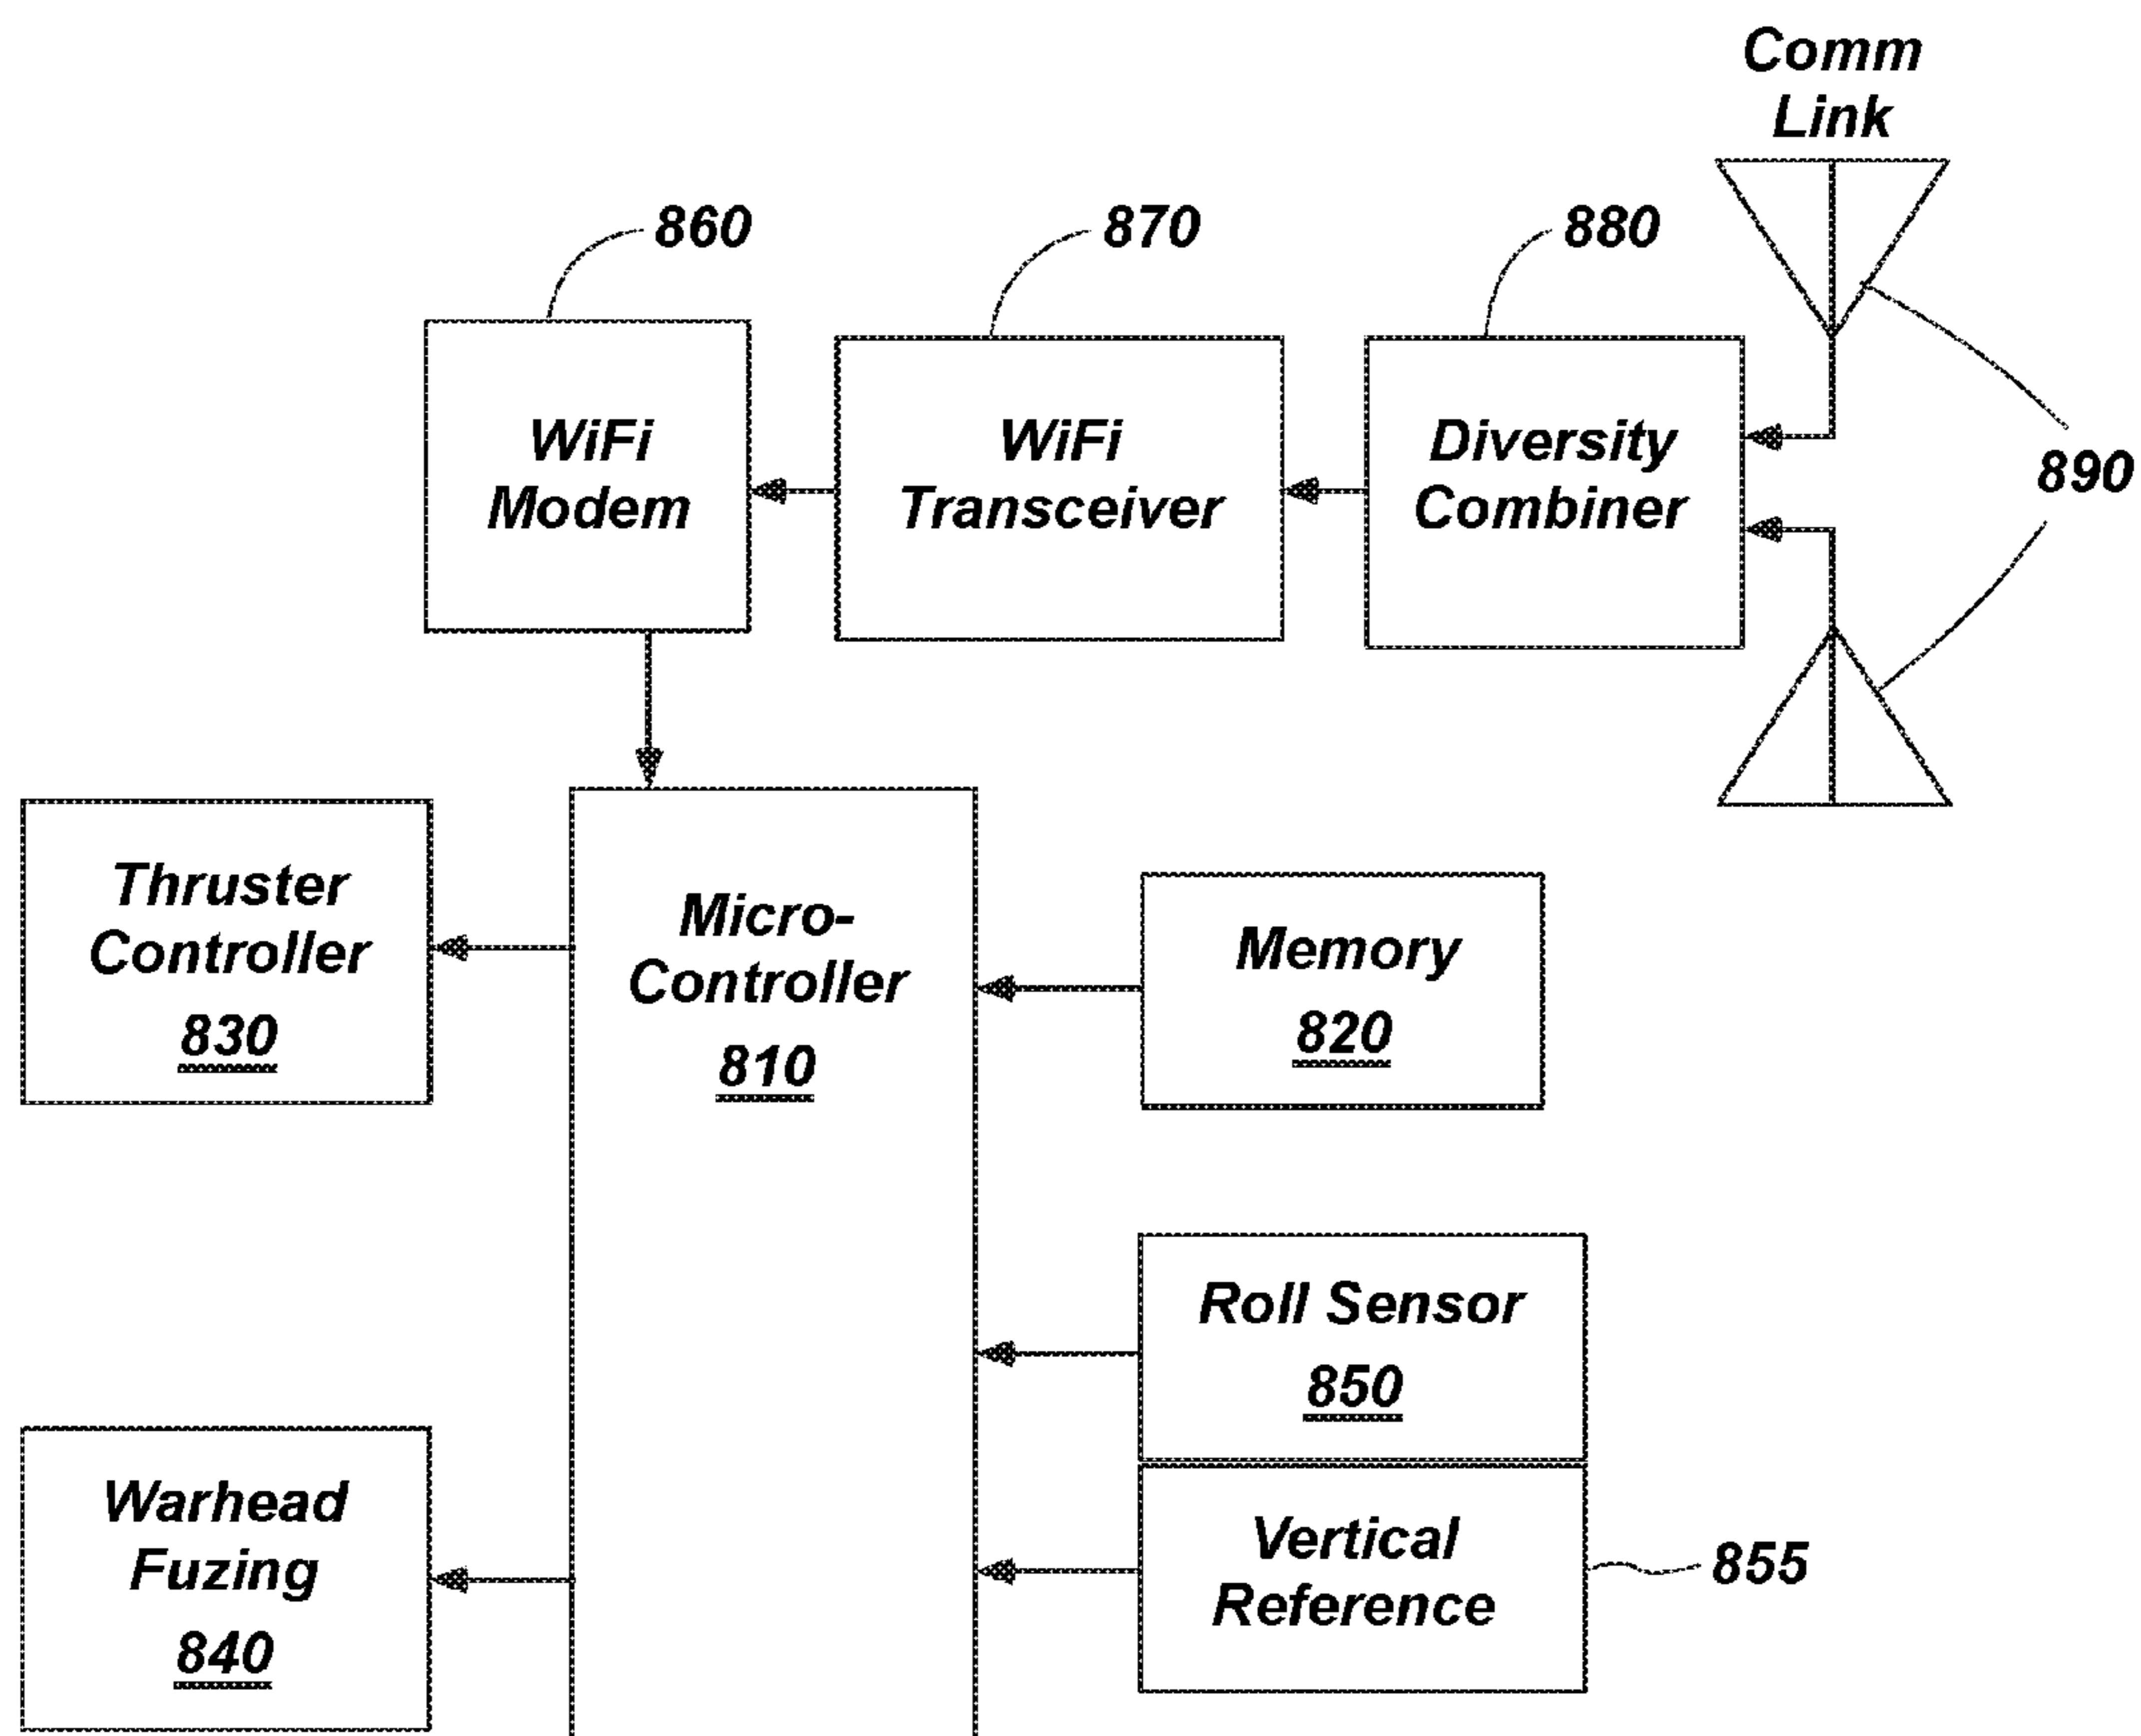 Comm
Link
860
870
880
WiFi
Modem
WiFi
Transceiver
Diversity
Combiner
890
Thruster
Controller
830
Micro-
Controller
810
Memory
820
Roll Sensor
850
Warhead
Fuzing
840
Vertical
Reference
855